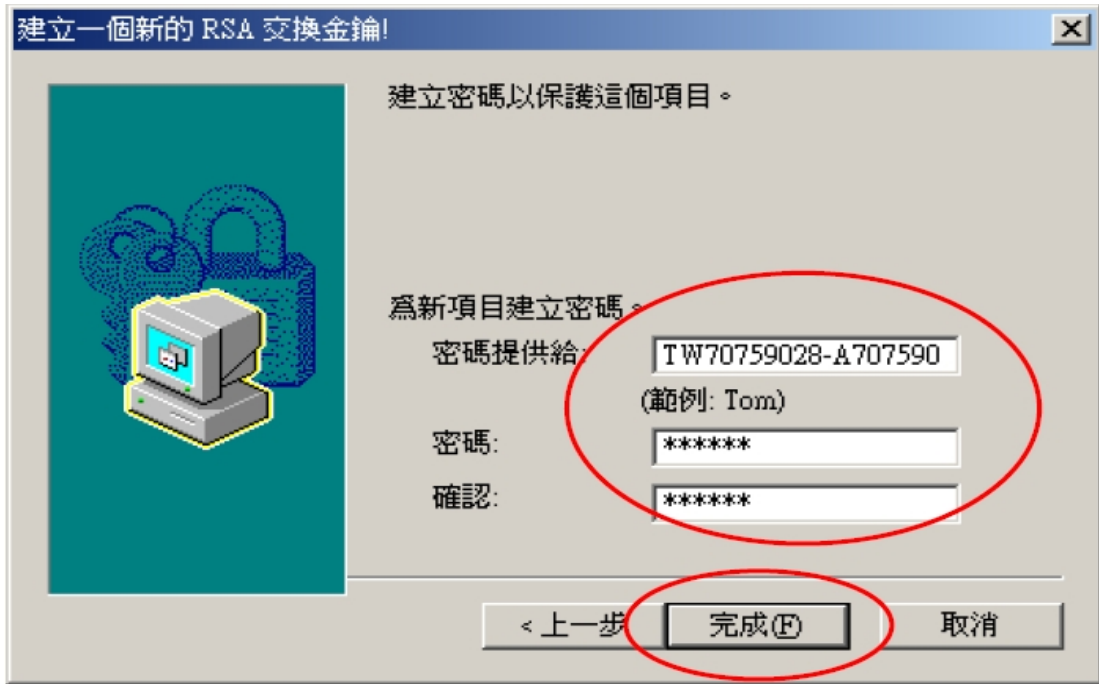 建立一個新的 RSA 交換金鑰!
建立密碼以保護這個項目。
為新項目建立密碼。
密碼提供給: TW70759028-A707590
(範例: Tom)
密碼: ******
確認: ******
< 上一步 完成(F) 取消